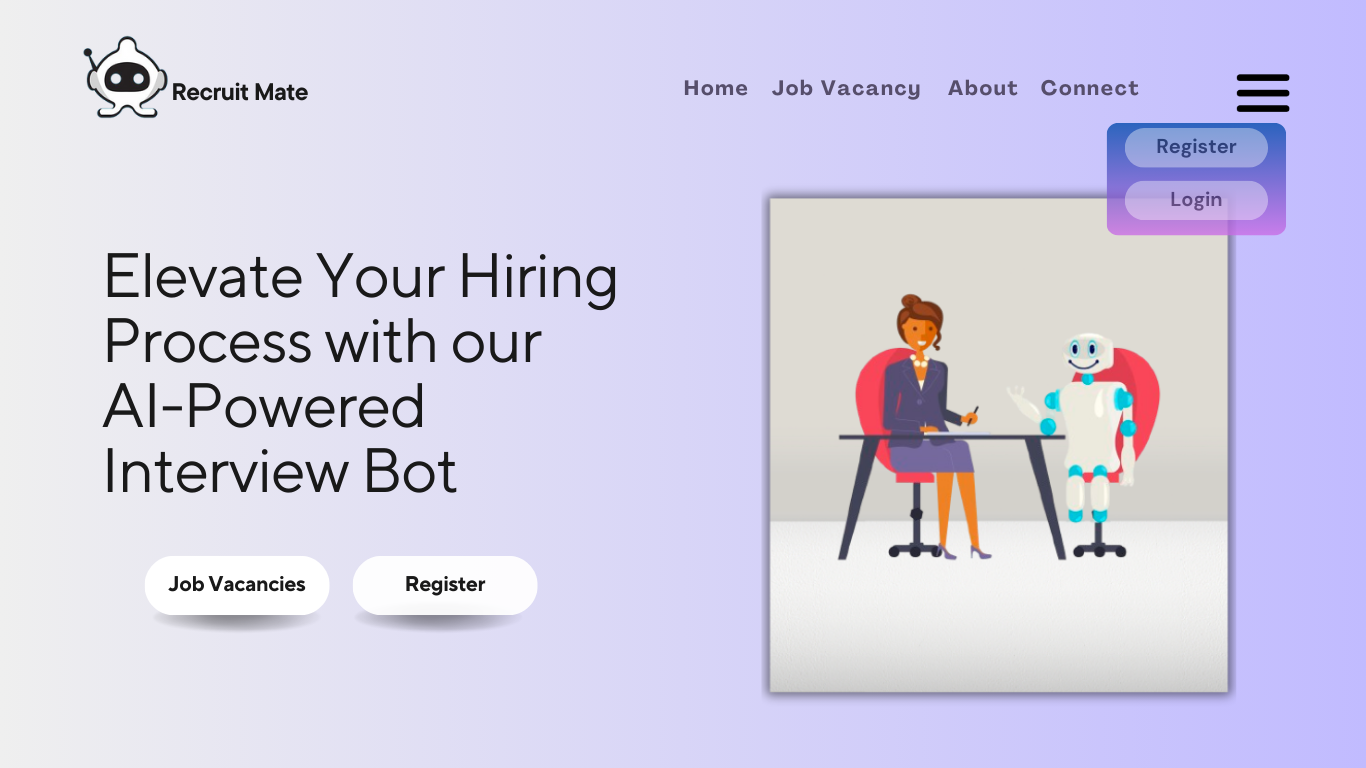 Recruit Mate
Home Job Vacancy About Connect
Register
Login
Elevate Your Hiring
Process with our
AI-Powered
Interview Bot
Job Vacancies Register